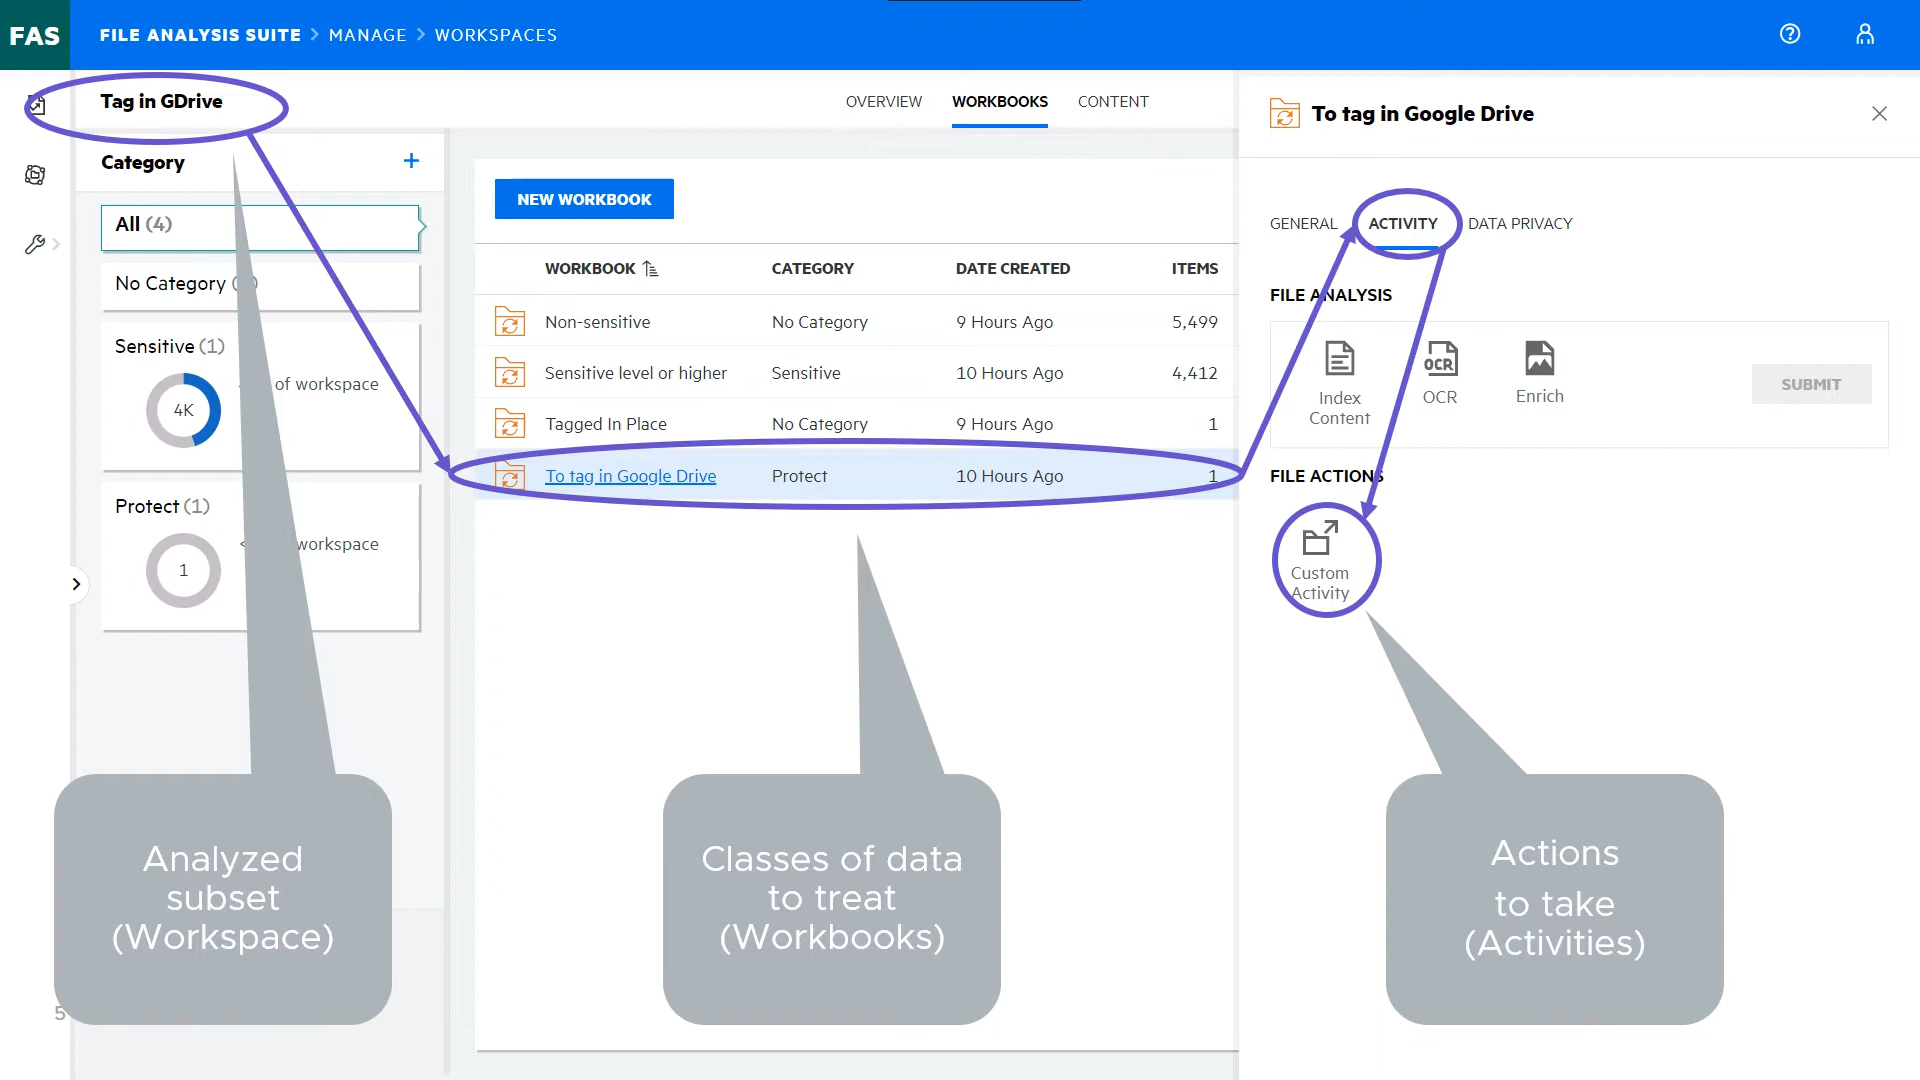 FAS
FILE ANALYSIS SUITE > MANAGE > WORKSPACES
Tag in GDrive
OVERVIEW WORKBOOKS CONTENT
Category +
All (4)
No Category
Sensitive (1)
4K
of workspace
Protect (1)
1
workspace
NEW WORKBOOK
WORKBOOK CATEGORY DATE CREATED ITEMS
Non-sensitive No Category 9 Hours Ago 5,499
Sensitive level or higher Sensitive 10 Hours Ago 4,412
Tagged In Place No Category 9 Hours Ago 1
To tag in Google Drive Protect 10 Hours Ago 1
To tag in Google Drive
GENERAL ACTIVITY DATA PRIVACY
FILE ANALYSIS
Index
Content
OCR
OCR
Enrich
SUBMIT
FILE ACTIONS
Custom
Activity
Analyzed
subset
(Workspace)
Classes of data
to treat
(Workbooks)
Actions
to take
(Activities)
5